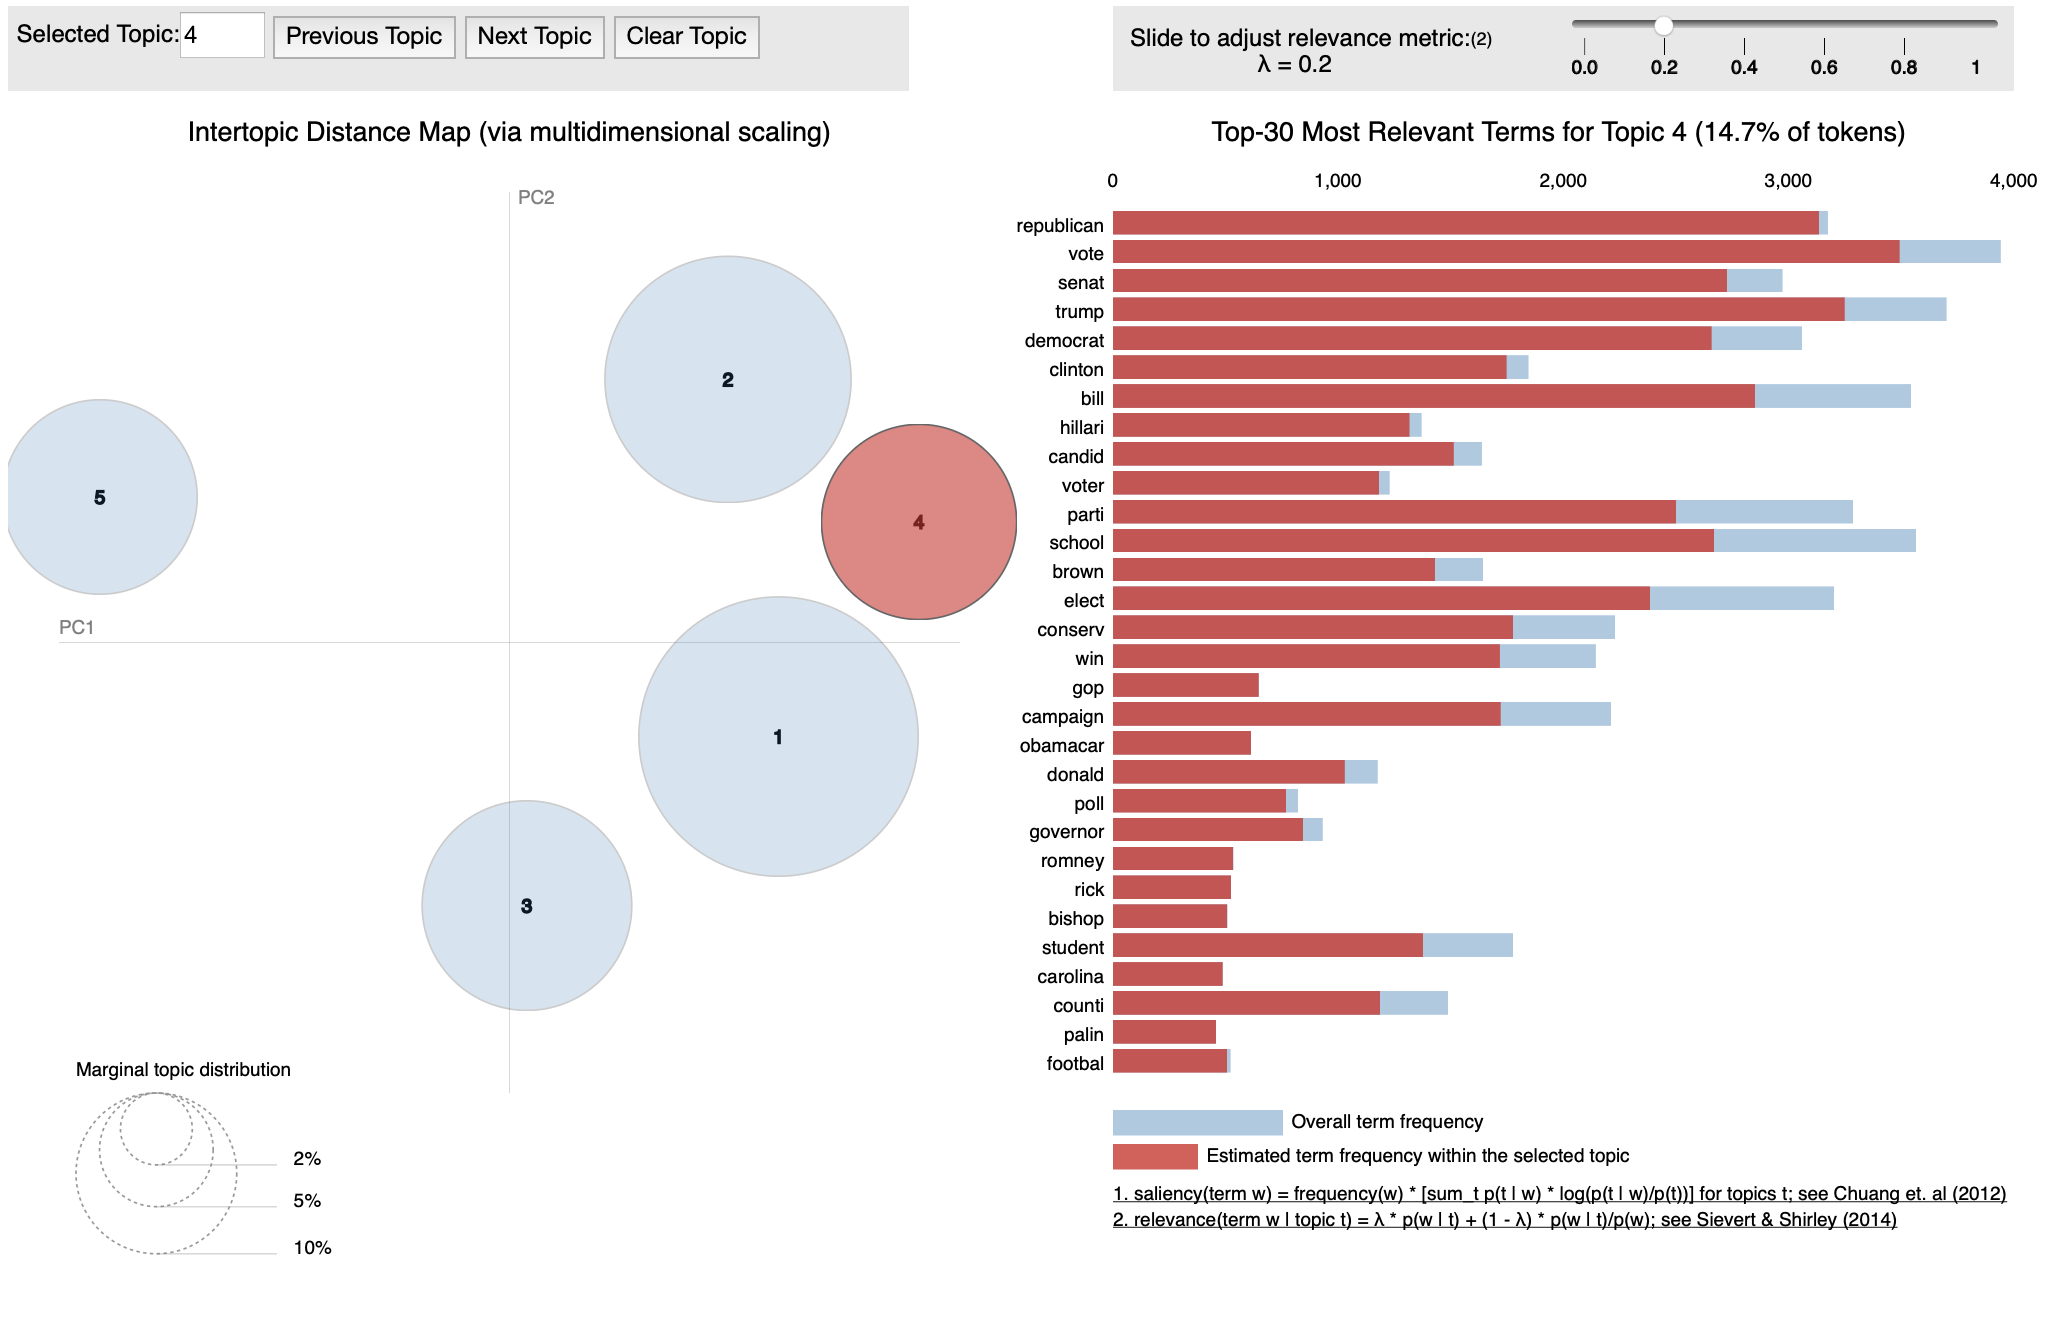 Selected Topic: 4 Previous Topic Next Topic Clear Topic
Slide to adjust relevance metric:(2)
λ = 0.2
0.0 0.2 0.4 0.6 0.8 1
Intertopic Distance Map (via multidimensional scaling)
PC2
PC1
2
5
4
1
3
Marginal topic distribution
2%
5%
10%
Top-30 Most Relevant Terms for Topic 4 (14.7% of tokens)
0 1,000 2,000 3,000 4,000
republican
vote
senat
trump
democrat
clinton
bill
hillari
candid
voter
parti
school
brown
elect
conserv
win
gop
campaign
obamacar
donald
poll
governor
romney
rick
bishop
student
carolina
counti
palin
footbal
Overall term frequency
Estimated term frequency within the selected topic
1. saliency(term w) = frequency(w) * [sum_t p(t | w) * log(p(t | w)/p(t))] for topics t; see Chuang et. al (2012)
2. relevance(term w | topic t) = λ * p(w | t) + (1 - λ) * p(w | t)/p(w); see Sievert & Shirley (2014)